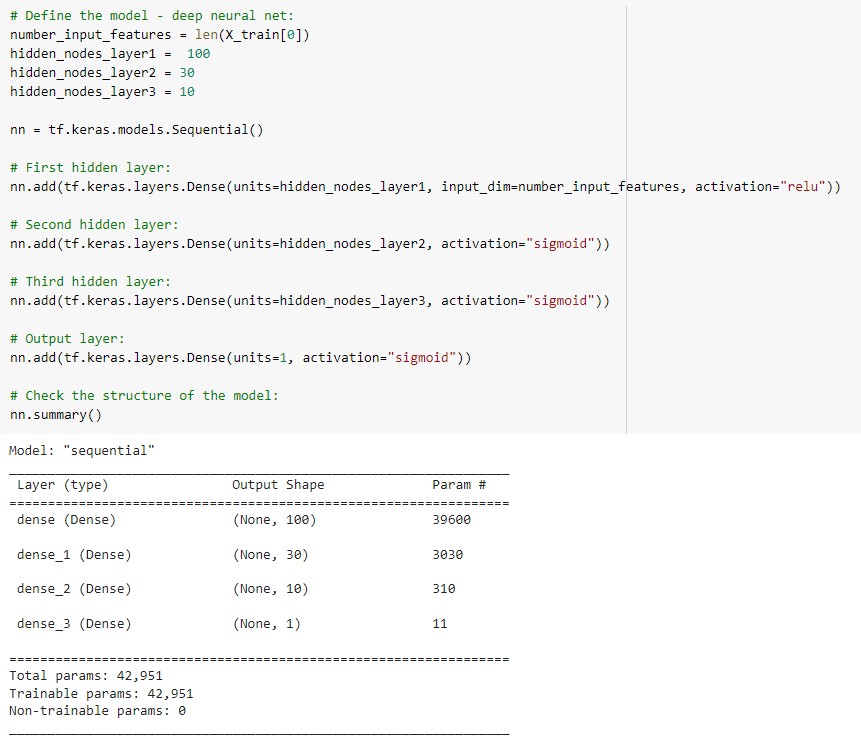 # Define the model - deep neural net:
number_input_features = len(X_train[0])
hidden_nodes_layer1 =  100
hidden_nodes_layer2 = 30
hidden_nodes_layer3 = 10
nn = tf.keras.models.Sequential()
# First hidden layer:
nn.add(tf.keras.layers.Dense(units=hidden_nodes_layer1, input_dim=number_input_features, activation="relu"))
# Second hidden layer:
nn.add(tf.keras.layers.Dense(units=hidden_nodes_layer2, activation="sigmoid"))
# Third hidden layer:
nn.add(tf.keras.layers.Dense(units=hidden_nodes_layer3, activation="sigmoid"))
# Output layer:
nn.add(tf.keras.layers.Dense(units=1, activation="sigmoid"))
# Check the structure of the model:
nn.summary()
Model: "sequential"
Layer (type) Output Shape Param #
dense (Dense) (None, 100) 39600
dense_1 (Dense) (None, 30) 3030
dense_2 (Dense) (None, 10) 310
dense_3 (Dense) (None, 1) 11
Total params: 42,951
Trainable params: 42,951
Non-trainable params: 0